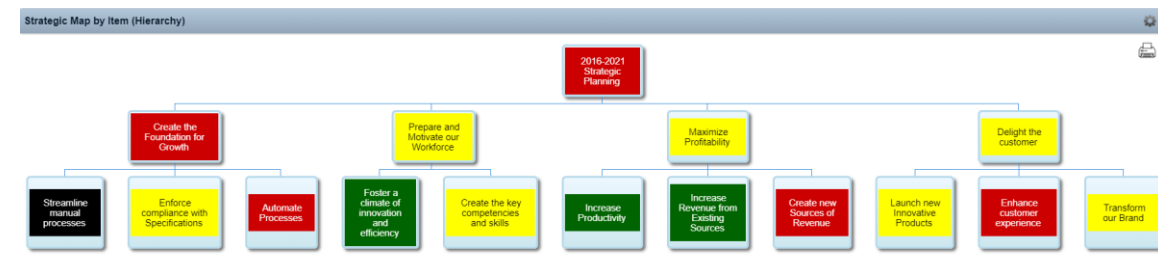 Strategic Map by Item (Hierarchy)
2016-2021
Strategic
Planning
Create the
Foundation for
Growth
Prepare and
Motivate our
Workforce
Maximize
Profitability
Delight the
customer
Streamline
manual
processes
Enforce
compliance with
Specifications
Automate
Processes
Foster a
climate of
innovation
and
efficiency
Create the key
competencies
and skills
Increase
Productivity
Increase
Revenue from
Existing
Sources
Create new
Sources of
Revenue
Launch new
Innovative
Products
Enhance
customer
experience
Transform
our Brand